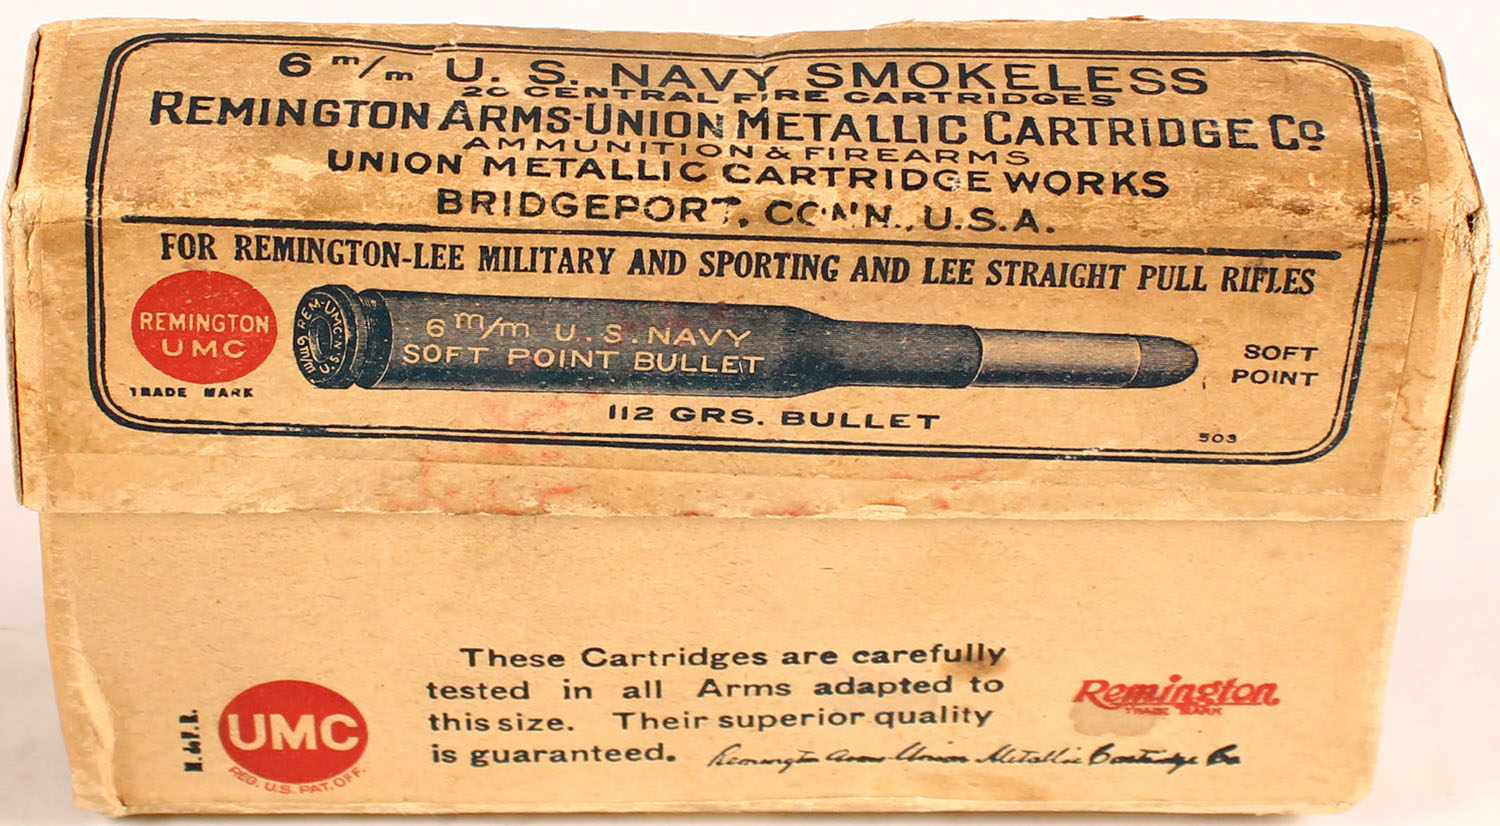 6 m/m U. S. NAVY SMOKELESS
20 CENTRAL FIRE CARTRIDGES
REMINGTON ARMS-UNION METALLIC CARTRIDGE Co
AMMUNITION & FIREARMS
UNION METALLIC CARTRIDGE WORKS
BRIDGEPORT, CONN., U.S.A.
FOR REMINGTON-LEE MILITARY AND SPORTING AND LEE STRAIGHT PULL RIFLES
REMINGTON
UMC
TRADE MARK
REM-UMC
6 m/m U.S.N.
6 m/m U.S. NAVY
SOFT POINT BULLET
SOFT
POINT
112 GRS. BULLET
503
These Cartridges are carefully
tested in all Arms adapted to
this size. Their superior quality
is guaranteed. Remington Arms-Union Metallic Cartridge Co
UMC
REG. U.S. PAT. OFF.
Remington
TRADE MARK